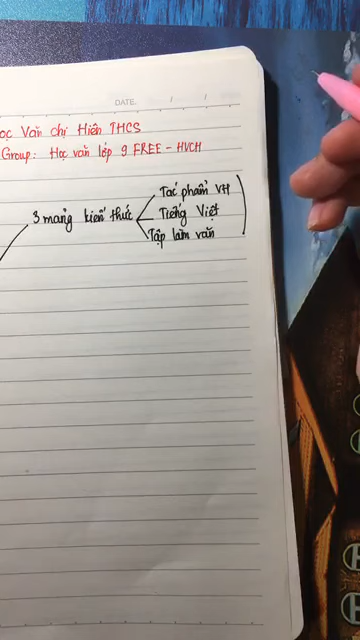 DATE. / /
ọc Văn chị Hiên THCS
Group: Học văn lớp 9 FREE - HVCH
3 mảng kiến thức
Tác phẩm VH
Tiếng Việt
Tập làm văn